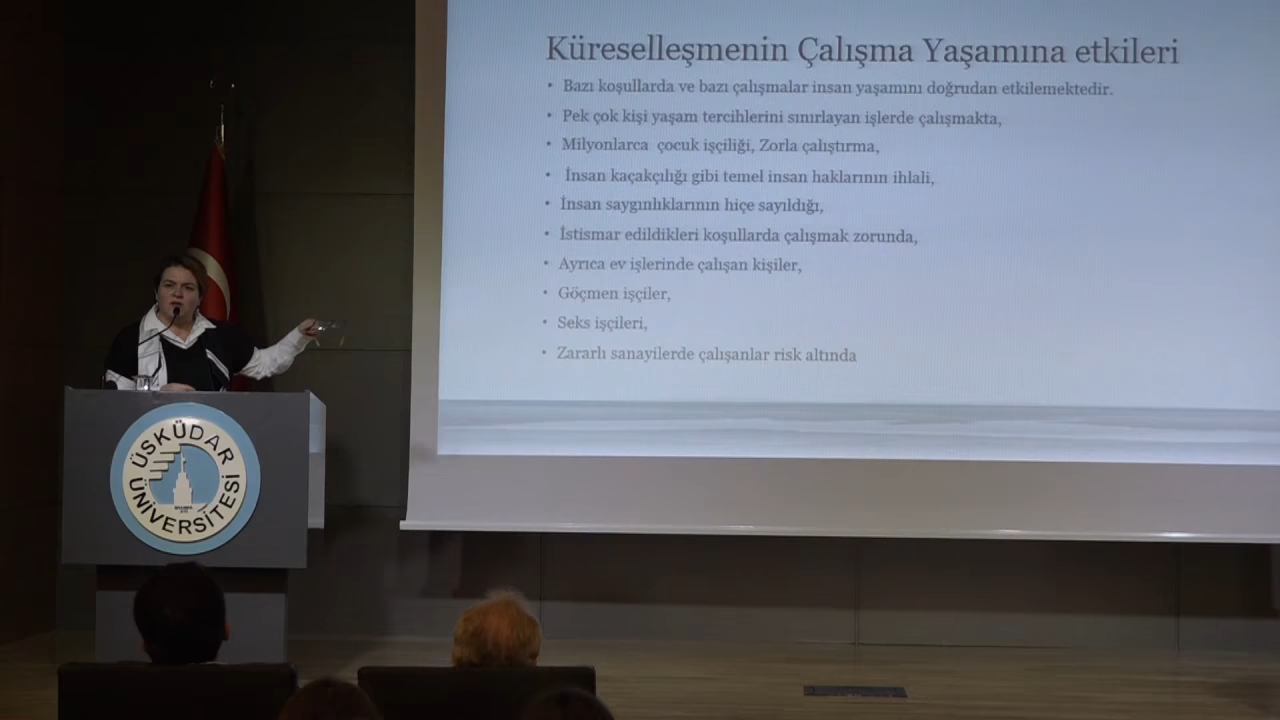 Küreselleşmenin Çalışma Yaşamına etkileri
• Bazı koşullarda ve bazı çalışmalar insan yaşamını doğrudan etkilemektedir.
• Pek çok kişi yaşam tercihlerini sınırlayan işlerde çalışmakta,
• Milyonlarca çocuk işçiliği, Zorla çalıştırma,
• İnsan kaçakçılığı gibi temel insan haklarının ihlali,
• İnsan saygınlıklarının hiçe sayıldığı,
• İstismar edildikleri koşullarda çalışmak zorunda,
• Ayrıca ev işlerinde çalışan kişiler,
• Göçmen işçiler,
• Seks işçileri,
• Zararlı sanayilerde çalışanlar risk altında
ÜSKÜDAR
ÜNİVERSİTESİ